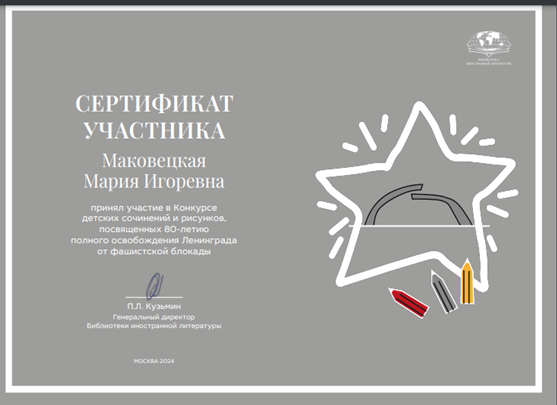 СЕРТИФИКАТ
УЧАСТНИКА
Маковецкая
Мария Игоревна
принял участие в Конкурсе
детских сочинений и рисунков,
посвященных 80-летию
полного освобождения Ленинграда
от фашистской блокады
П.Л. Кузьмин
Генеральный директор
Библиотеки иностранной литературы
МОСКВА 2024